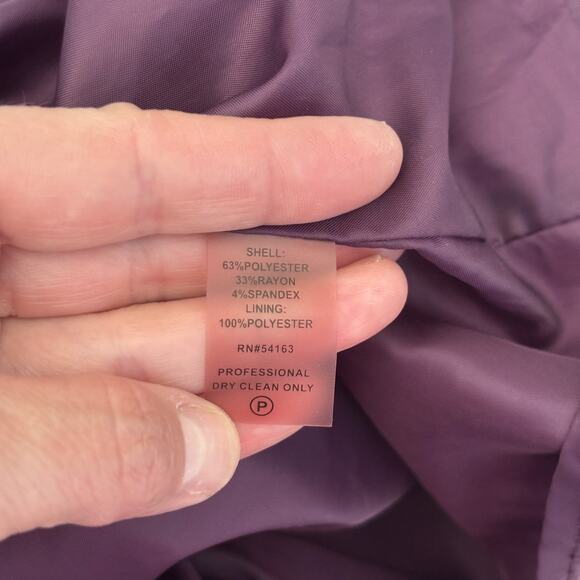 SHELL:
63%POLYESTER
33%RAYON
4%SPANDEX
LINING:
100%POLYESTER
RN#54163
PROFESSIONAL
DRY CLEAN ONLY
P